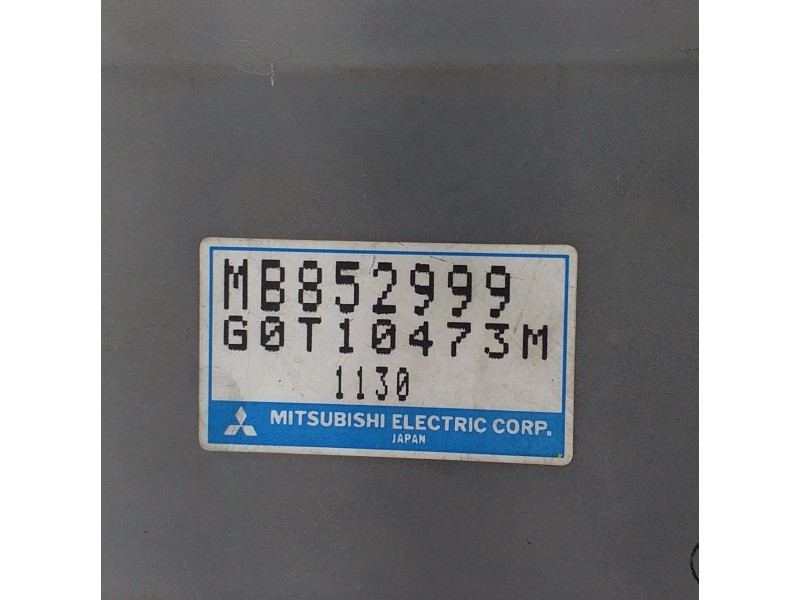 MB852999
G0T10473M
1130
MITSUBISHI ELECTRIC CORP.
JAPAN